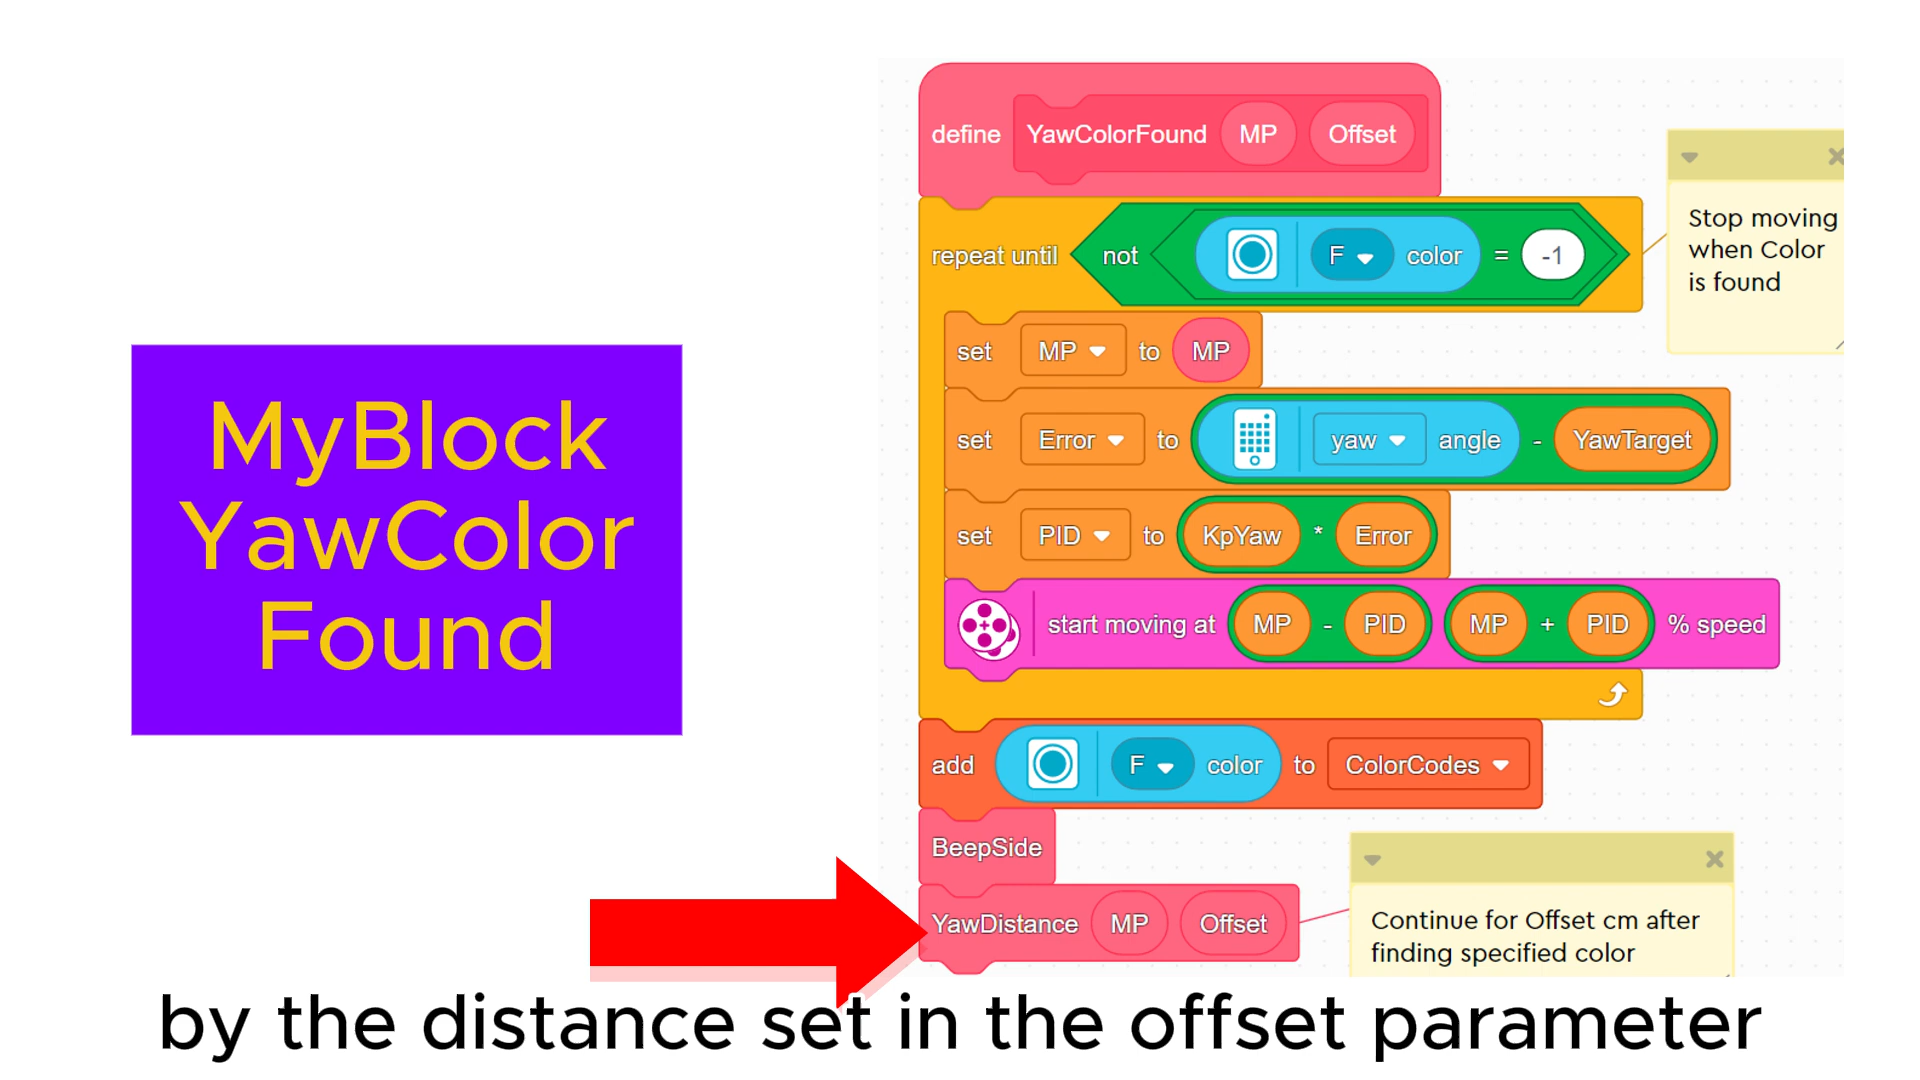 MyBlock
YawColor
Found
define YawColorFound MP Offset
repeat until not F color = -1
Stop moving
when Color
is found
set MP to MP
set Error to yaw angle - YawTarget
set PID to KpYaw * Error
start moving at MP - PID MP + PID % speed
add F color to ColorCodes
BeepSide
YawDistance MP Offset
Continue for Offset cm after
finding specified color
by the distance set in the offset parameter